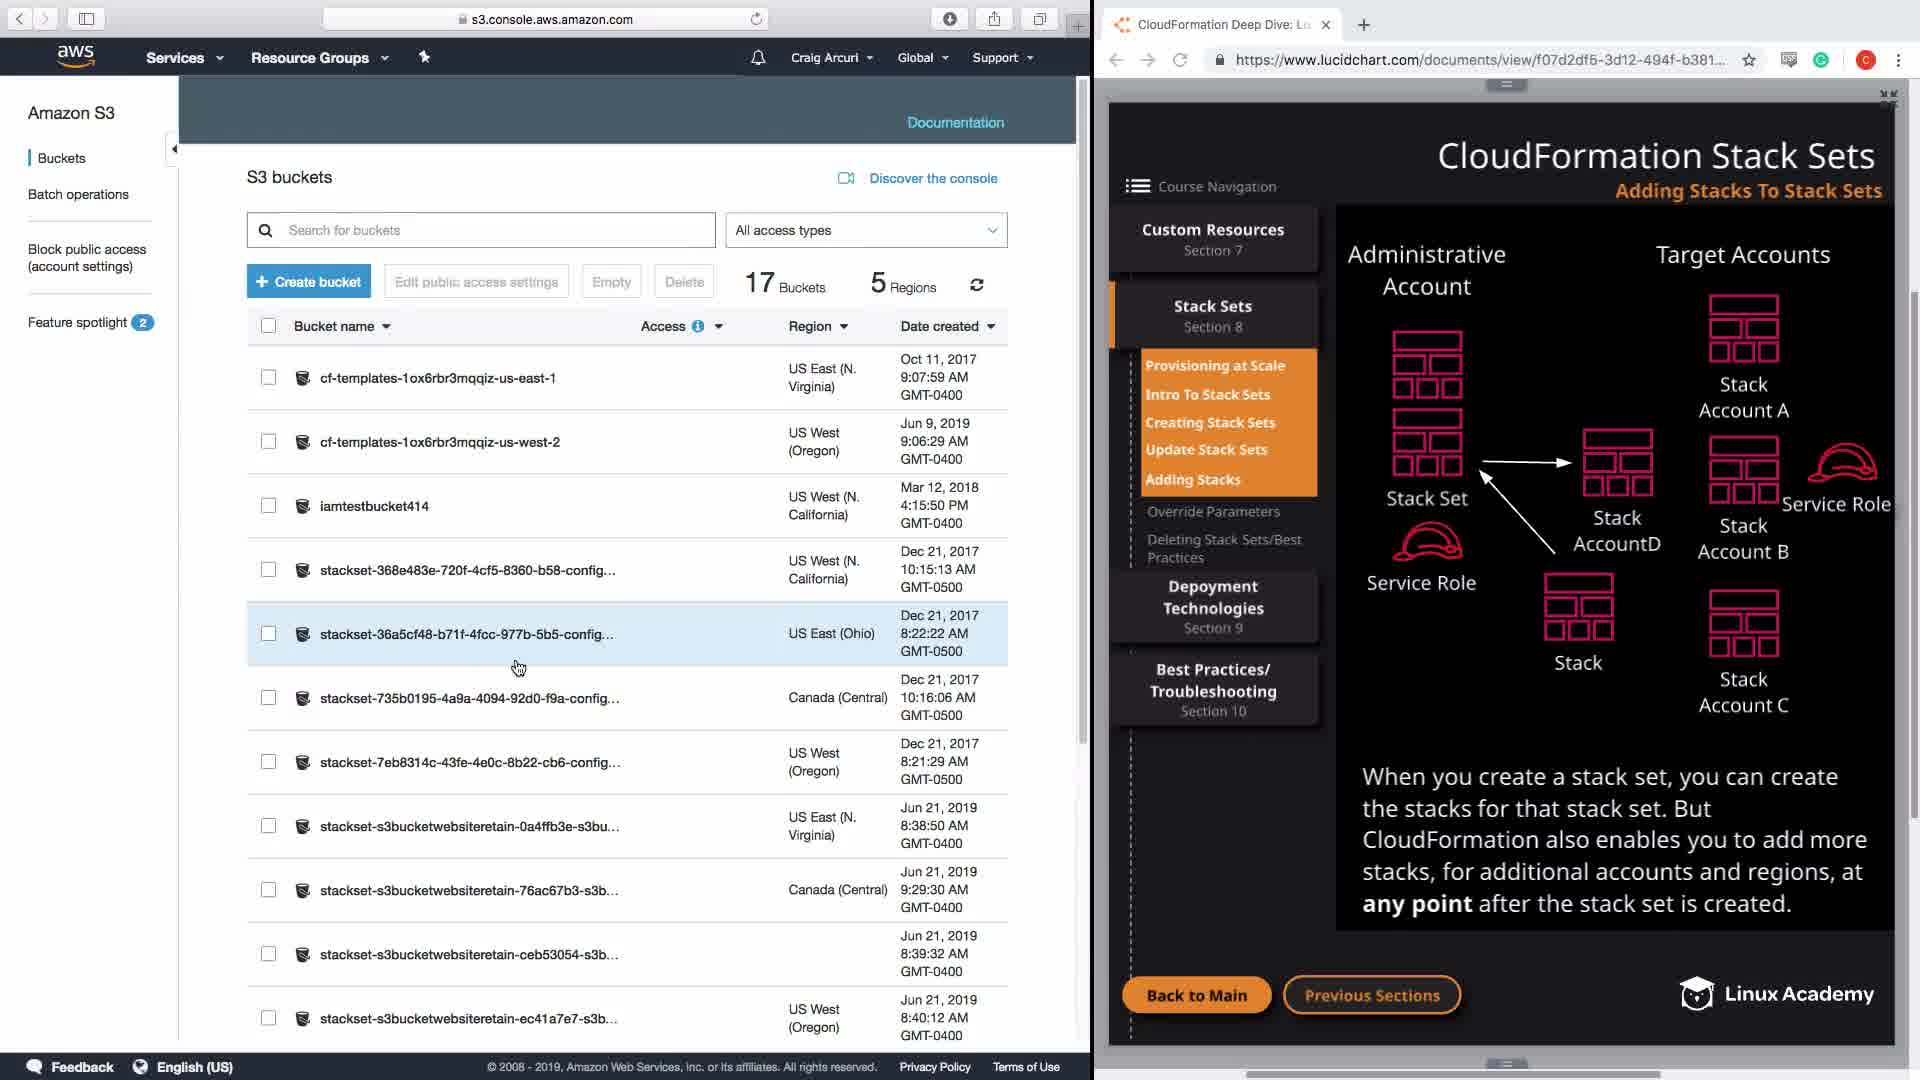 s3.console.aws.amazon.com
aws
Services
Resource Groups
Craig Arcuri
Global
Support
Amazon S3
Buckets
Batch operations
Block public access
(account settings)
Feature spotlight 2
Documentation
S3 buckets
Discover the console
Search for buckets
All access types
+ Create bucket
Edit public access settings
Empty
Delete
17 Buckets
5 Regions
Bucket name
Access
Region
Date created
cf-templates-1ox6rbr3mqqiz-us-east-1
US East (N.
Virginia)
Oct 11, 2017
9:07:59 AM
GMT-0400
cf-templates-1ox6rbr3mqqiz-us-west-2
US West
(Oregon)
Jun 9, 2019
9:06:29 AM
GMT-0400
iamtestbucket414
US West (N.
California)
Mar 12, 2018
4:15:50 PM
GMT-0400
stackset-368e483e-720f-4cf5-8360-b58-config...
US West (N.
California)
Dec 21, 2017
10:15:13 AM
GMT-0500
stackset-36a5cf48-b71f-4fcc-977b-5b5-config...
US East (Ohio)
Dec 21, 2017
8:22:22 AM
GMT-0500
stackset-735b0195-4a9a-4094-92d0-f9a-config...
Canada (Central)
Dec 21, 2017
10:16:06 AM
GMT-0500
stackset-7eb8314c-43fe-4e0c-8b22-cb6-config...
US West
(Oregon)
Dec 21, 2017
8:21:29 AM
GMT-0500
stackset-s3bucketwebsiteretain-0a4ffb3e-s3bu...
US East (N.
Virginia)
Jun 21, 2019
8:38:50 AM
GMT-0400
stackset-s3bucketwebsiteretain-76ac67b3-s3b...
Canada (Central)
Jun 21, 2019
9:29:30 AM
GMT-0400
stackset-s3bucketwebsiteretain-ceb53054-s3b...
Jun 21, 2019
8:39:32 AM
GMT-0400
stackset-s3bucketwebsiteretain-ec41a7e7-s3b...
US West
(Oregon)
Jun 21, 2019
8:40:12 AM
GMT-0400
Feedback
English (US)
© 2008 - 2019, Amazon Web Services, Inc. or its affiliates. All rights reserved.
Privacy Policy
Terms of Use
CloudFormation Deep Dive: Lu
https://www.lucidchart.com/documents/view/f07d2df5-3d12-494f-b381...
C
CloudFormation Stack Sets
Adding Stacks To Stack Sets
Course Navigation
Custom Resources
Section 7
Stack Sets
Section 8
Provisioning at Scale
Intro To Stack Sets
Creating Stack Sets
Update Stack Sets
Adding Stacks
Override Parameters
Deleting Stack Sets/Best
Practices
Depoyment
Technologies
Section 9
Best Practices/
Troubleshooting
Section 10
Administrative
Account
Target Accounts
Stack
Account A
Stack Set
Stack
AccountD
Stack
Account B
Service Role
Service Role
Stack
Stack
Account C
When you create a stack set, you can create
the stacks for that stack set. But
CloudFormation also enables you to add more
stacks, for additional accounts and regions, at
any point after the stack set is created.
Back to Main
Previous Sections
Linux Academy